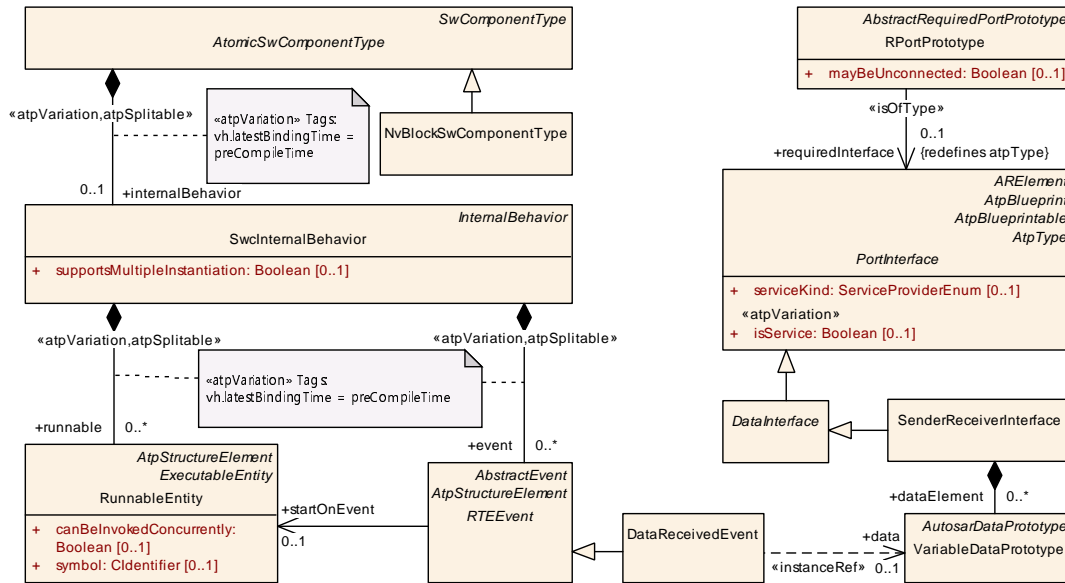 SwComponentType
AtomicSwComponentType
«atpVariation,atpSplitable»
«atpVariation» Tags:
vh.latestBindingTime =
preCompileTime
NvBlockSwComponentType
0..1
+internalBehavior
InternalBehavior
SwcInternalBehavior
+ supportsMultipleInstantiation: Boolean [0..1]
«atpVariation,atpSplitable»
«atpVariation,atpSplitable»
«atpVariation» Tags:
vh.latestBindingTime = preCompileTime
+runnable
0..*
+event
0..*
AtpStructureElement
ExecutableEntity
RunnableEntity
+ canBeInvokedConcurrently:
Boolean [0..1]
+ symbol: CIdentifier [0..1]
+startOnEvent
0..1
AbstractEvent
AtpStructureElement
RTEEvent
DataReceivedEvent
AbstractRequiredPortPrototype
RPortPrototype
+ mayBeUnconnected: Boolean [0..1]
«isOfType»
0..1
+requiredInterface
{redefines atpType}
ARElement
AtpBlueprint
AtpBlueprintable
AtpType
PortInterface
+ serviceKind: ServiceProviderEnum [0..1]
«atpVariation»
+ isService: Boolean [0..1]
DataInterface
SenderReceiverInterface
+dataElement
0..*
+data
«instanceRef»
0..1
AutosarDataPrototype
VariableDataPrototype